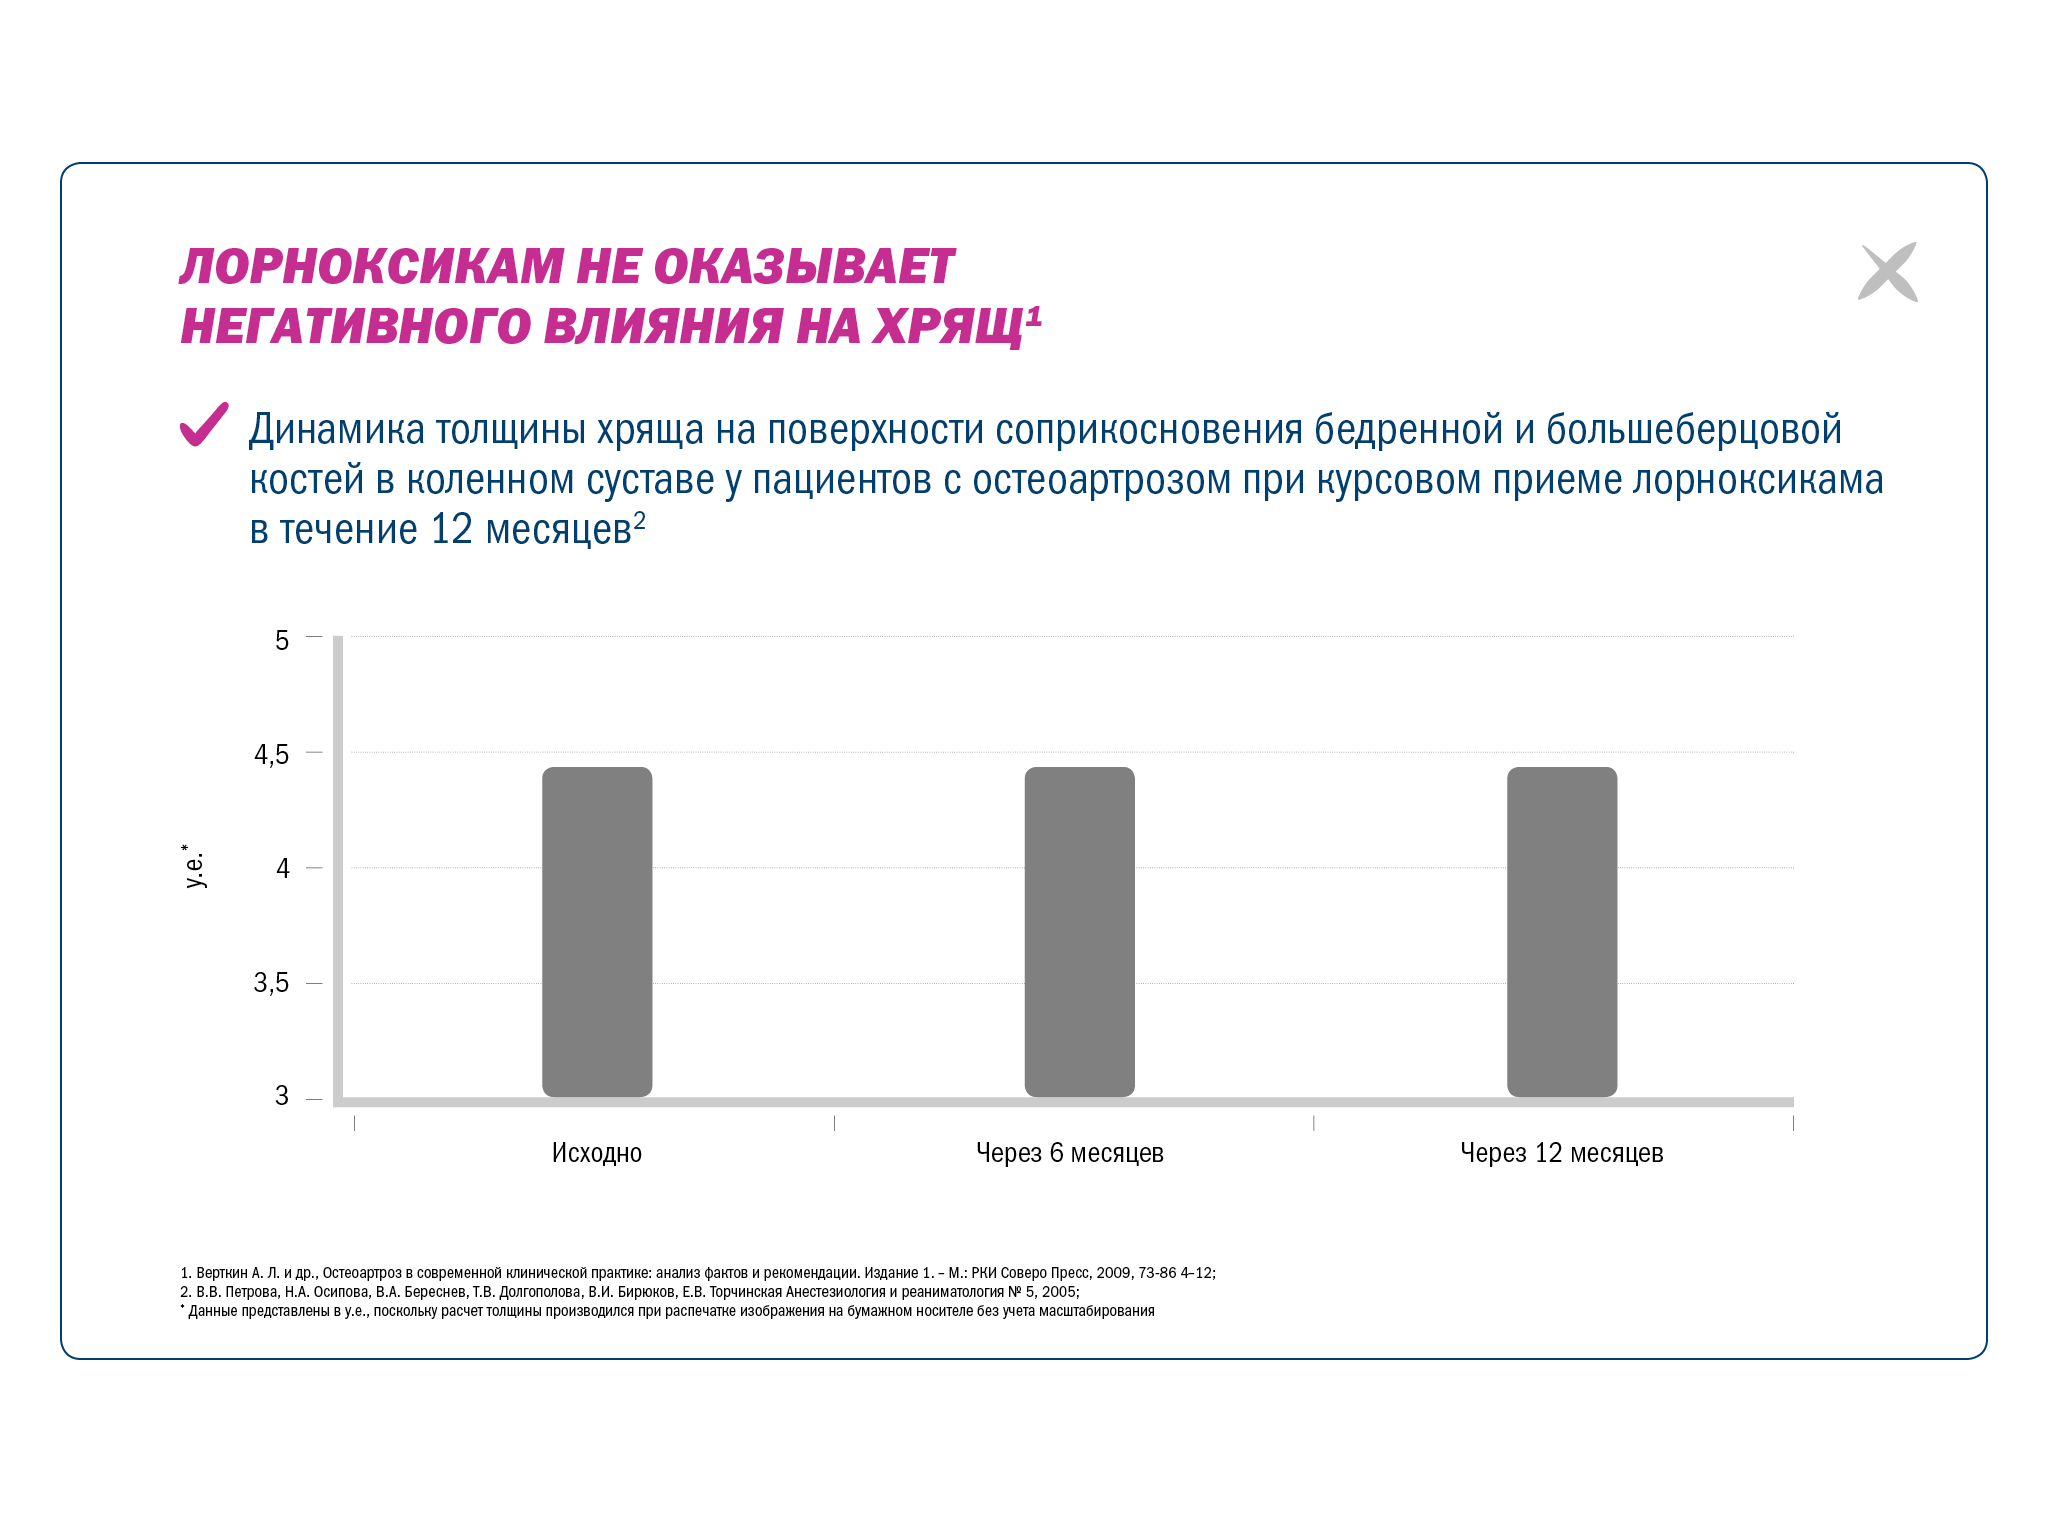 ЛОРНОКСИКАМ НЕ ОКАЗЫВАЕТ
НЕГАТИВНОГО ВЛИЯНИЯ НА ХРЯЩ¹
Динамика толщины хряща на поверхности соприкосновения бедренной и большеберцовой
костей в коленном суставе у пациентов с остеоартрозом при курсовом приеме лорноксикама
в течение 12 месяцев²
у.е.*
5
4,5
4
3,5
3
Исходно
Через 6 месяцев
Через 12 месяцев
1. Верткин А. Л. и др., Остеоартроз в современной клинической практике: анализ фактов и рекомендации. Издание 1. – М.: РКИ Соверо Пресс, 2009, 73-86 4–12;
2. В.В. Петрова, Н.А. Осипова, В.А. Береснев, Т.В. Долгополова, В.И. Бирюков, Е.В. Торчинская Анестезиология и реаниматология № 5, 2005;
* Данные представлены в у.е., поскольку расчет толщины производился при распечатке изображения на бумажном носителе без учета масштабирования